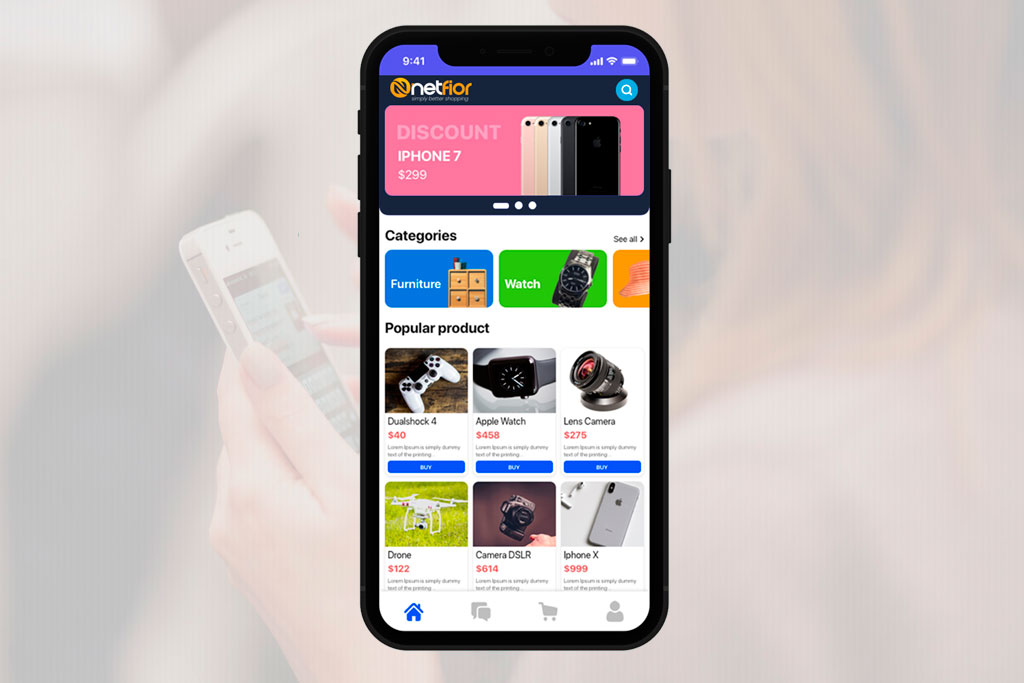 9:41
netfior
simply better shopping
DISCOUNT
IPHONE 7
$299
Categories
See all
Furniture
Watch
Popular product
Dualshock 4
Apple Watch
Lens Camera
$40
$458
$275
Lorem Ipsum is simply dummy
text of the printing...
Lorem Ipsum is simply dummy
text of the printing...
Lorem Ipsum is simply dummy
text of the printing...
BUY
BUY
BUY
Drone
Camera DSLR
Iphone X
$122
$614
$999
Lorem Ipsum is simply dummy
text of the printing...
Lorem Ipsum is simply dummy
text of the printing...
Lorem Ipsum is simply dummy
text of the printing...